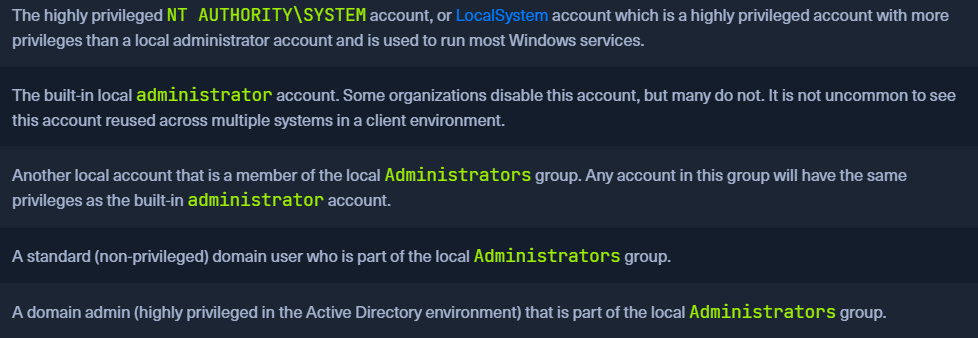 The highly privileged NT AUTHORITY\SYSTEM account, or LocalSystem account which is a highly privileged account with more
privileges than a local administrator account and is used to run most Windows services.
The built-in local administrator account. Some organizations disable this account, but many do not. It is not uncommon to see
this account reused across multiple systems in a client environment.
Another local account that is a member of the local Administrators group. Any account in this group will have the same
privileges as the built-in administrator account.
A standard (non-privileged) domain user who is part of the local Administrators group.
A domain admin (highly privileged in the Active Directory environment) that is part of the local Administrators group.